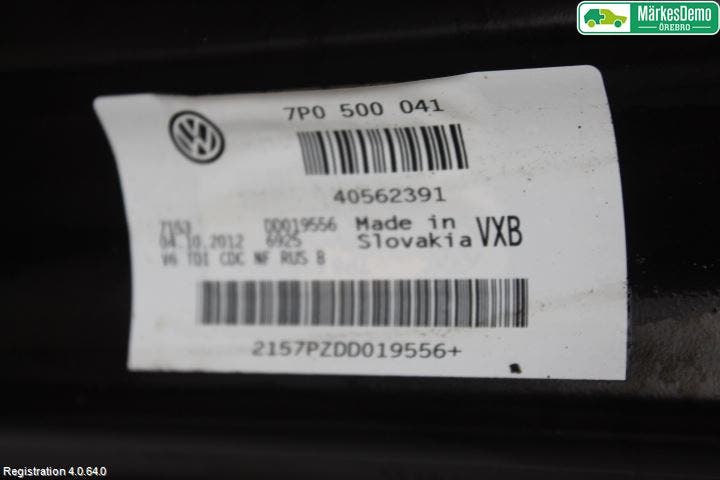 MärkesDemo
ÖREBRO
7P0 500 041
40562391
7153 DD019556 Made in
04.10.2012 6925 Slovakia VXB
V6 TDI CDC NF RUS B
2157PZDD019556+
Registration 4.0.64.0